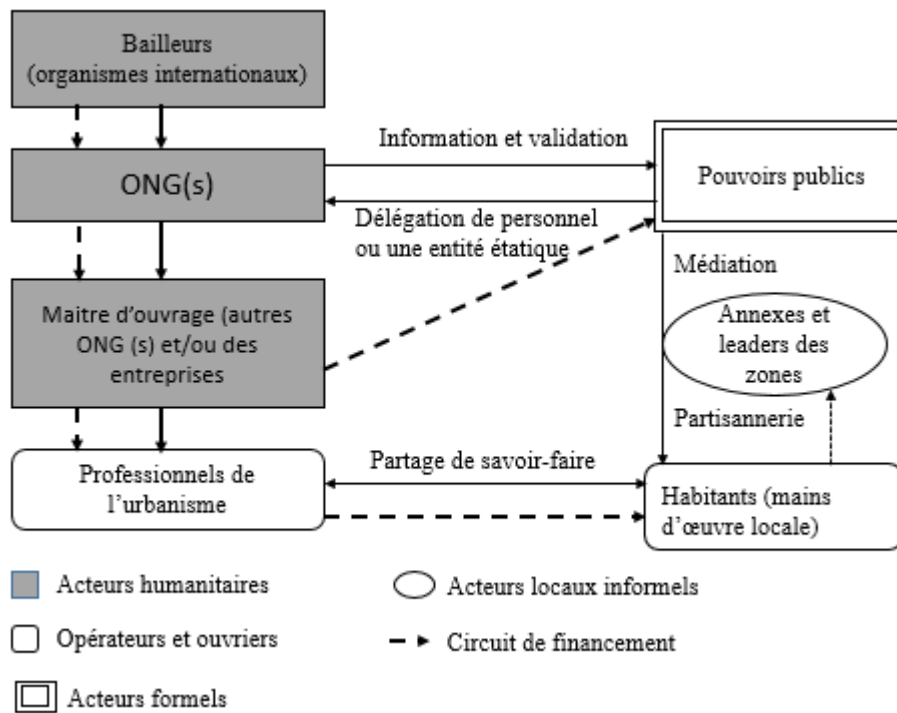 Bailleurs
(organismes internationaux)
Information et validation
ONG(s)
Pouvoirs publics
Délégation de personnel
ou une entité étatique
Médiation
Maitre d'ouvrage (autres
ONG (s) et/ou des
entreprises
Annexes et
leaders des
zones
Partisannerie
Partage de savoir-faire
Professionnels de
l'urbanisme
Habitants (mains
d'œuvre locale)
Acteurs humanitaires
Acteurs locaux informels
Opérateurs et ouvriers
Circuit de financement
Acteurs formels